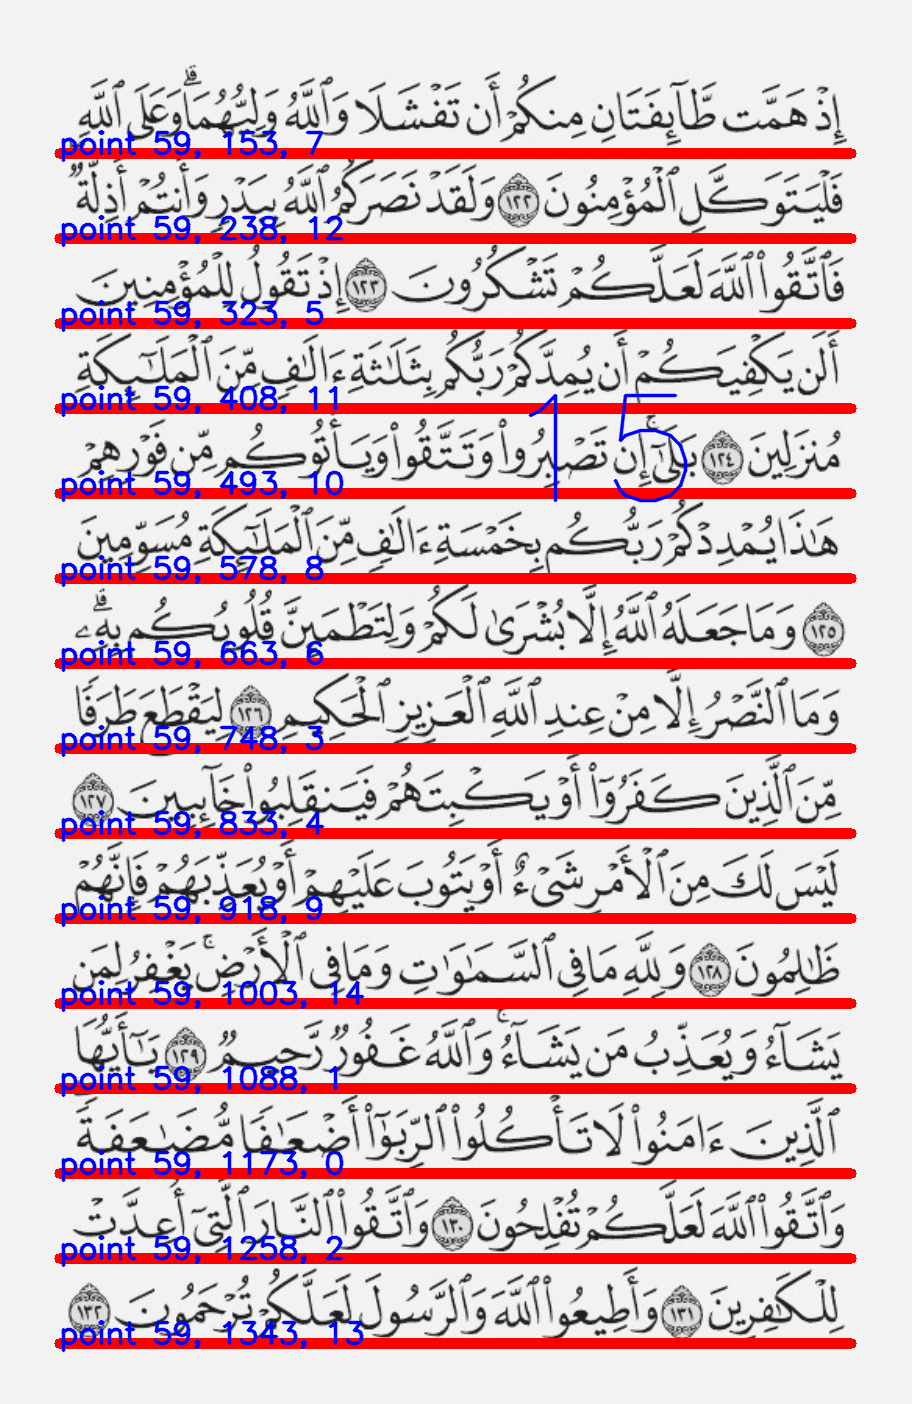 إِذْ هَمَّت طَّآئِفَتَانِ مِنكُمْ أَن تَفْشَلَا وَٱللَّهُ وَلِيُّهُمَا ۗ وَعَلَى ٱللَّهِ
point 59, 153, 7
فَلْيَتَوَكَّلِ ٱلْمُؤْمِنُونَ ١٢٢ وَلَقَدْ نَصَرَكُمُ ٱللَّهُ بِبَدْرٍ وَأَنتُمْ أَذِلَّةٌ
point 59, 238, 12
فَٱتَّقُوا۟ ٱللَّهَ لَعَلَّكُمْ تَشْكُرُونَ ١٢٣ إِذْ تَقُولُ لِلْمُؤْمِنِينَ
point 59, 323, 5
أَلَن يَكْفِيَكُمْ أَن يُمِدَّكُمْ رَبُّكُم بِثَلَـٰثَةِ ءَالَـٰفٍ مِّنَ ٱلْمَلَـٰٓئِكَةِ
point 59, 408, 11
15
مُنزَلِينَ ١٢٤ بَلَىٰٓ ۚ إِن تَصْبِرُوا۟ وَتَتَّقُوا۟ وَيَأْتُوكُم مِّن فَوْرِهِمْ
point 59, 493, 10
هَـٰذَا يُمْدِدْكُمْ رَبُّكُم بِخَمْسَةِ ءَالَـٰفٍ مِّنَ ٱلْمَلَـٰٓئِكَةِ مُسَوِّمِينَ
point 59, 578, 8
١٢٥ وَمَا جَعَلَهُ ٱللَّهُ إِلَّا بُشْرَىٰ لَكُمْ وَلِتَطْمَئِنَّ قُلُوبُكُم بِهِۦ ۗ
point 59, 663, 6
وَمَا ٱلنَّصْرُ إِلَّا مِنْ عِندِ ٱللَّهِ ٱلْعَزِيزِ ٱلْحَكِيمِ ١٢٦ لِيَقْطَعَ طَرَفًا
point 59, 748, 3
مِّنَ ٱلَّذِينَ كَفَرُوٓا۟ أَوْ يَكْبِتَهُمْ فَيَنقَلِبُوا۟ خَآئِبِينَ ١٢٧
point 59, 833, 4
لَيْسَ لَكَ مِنَ ٱلْأَمْرِ شَىْءٌ أَوْ يَتُوبَ عَلَيْهِمْ أَوْ يُعَذِّبَهُمْ فَإِنَّهُمْ
point 59, 918, 9
ظَـٰلِمُونَ ١٢٨ وَلِلَّهِ مَا فِى ٱلسَّمَـٰوَٰتِ وَمَا فِى ٱلْأَرْضِ ۚ يَغْفِرُ لِمَن
point 59, 1003, 14
يَشَآءُ وَيُعَذِّبُ مَن يَشَآءُ ۚ وَٱللَّهُ غَفُورٌ رَّحِيمٌ ١٢٩ يَـٰٓأَيُّهَا
point 59, 1088, 1
ٱلَّذِينَ ءَامَنُوا۟ لَا تَأْكُلُوا۟ ٱلرِّبَوٰٓا۟ أَضْعَـٰفًا مُّضَـٰعَفَةً
point 59, 1173, 0
وَٱتَّقُوا۟ ٱللَّهَ لَعَلَّكُمْ تُفْلِحُونَ ١٣٠ وَٱتَّقُوا۟ ٱلنَّارَ ٱلَّتِىٓ أُعِدَّتْ
point 59, 1258, 2
لِلْكَـٰفِرِينَ ١٣١ وَأَطِيعُوا۟ ٱللَّهَ وَٱلرَّسُولَ لَعَلَّكُمْ تُرْحَمُونَ ١٣٢
point 59, 1343, 13